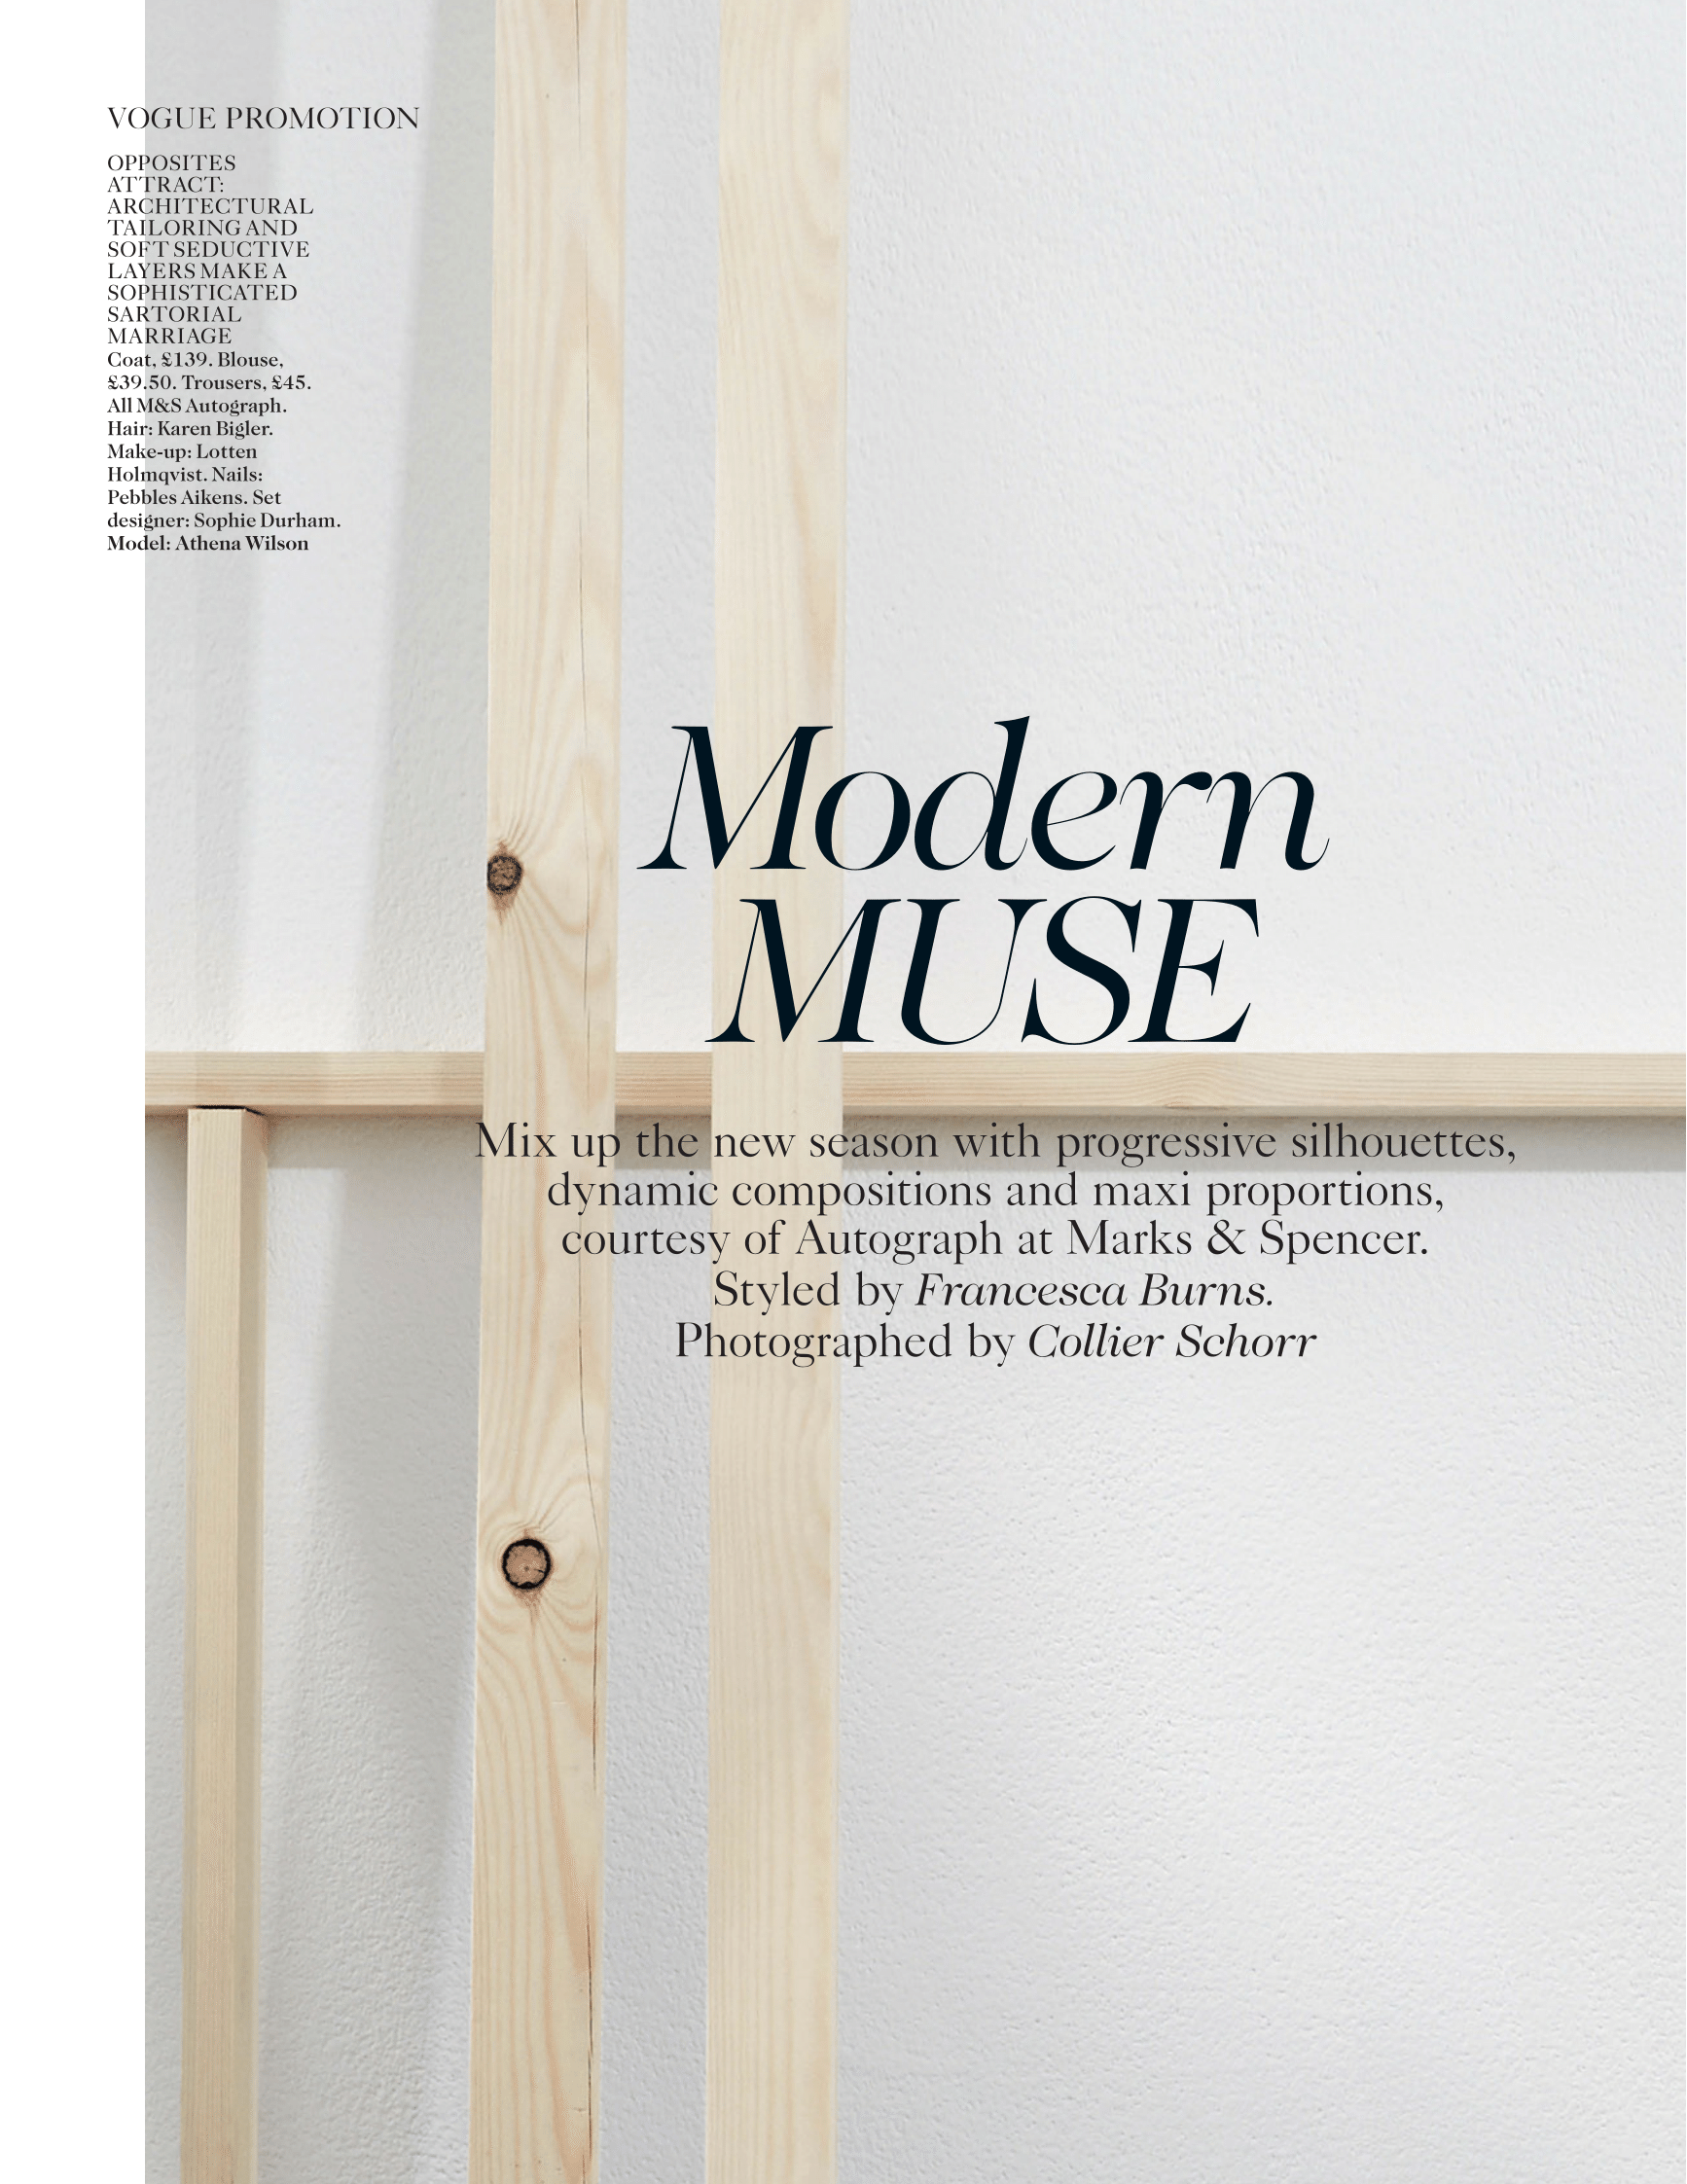 VOGUE PROMOTION
OPPOSITES
ATTRACT:
ARCHITECTURAL
TAILORING AND
SOFT SEDUCTIVE
LAYERS MAKE A
SOPHISTICATED
SARTORIAL
MARRIAGE
Coat, £139. Blouse,
£39.50. Trousers, £45.
All M&S Autograph.
Hair: Karen Bigler.
Make-up: Lotten
Holmqvist. Nails:
Pebbles Aikens. Set
designer: Sophie Durham.
Model: Athena Wilson
Modern
MUSE
Mix up the new season with progressive silhouettes,
dynamic compositions and maxi proportions,
courtesy of Autograph at Marks & Spencer.
Styled by Francesca Burns.
Photographed by Collier Schorr